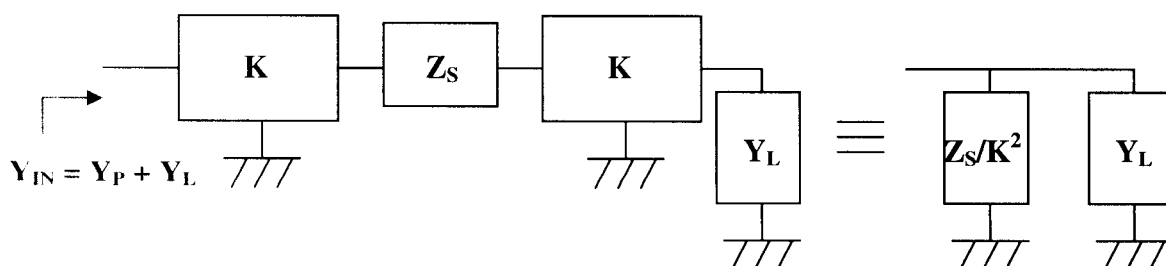 K
Z_S
K
Y_L
Z_S/K^2
Y_L
Y_IN = Y_P + Y_L